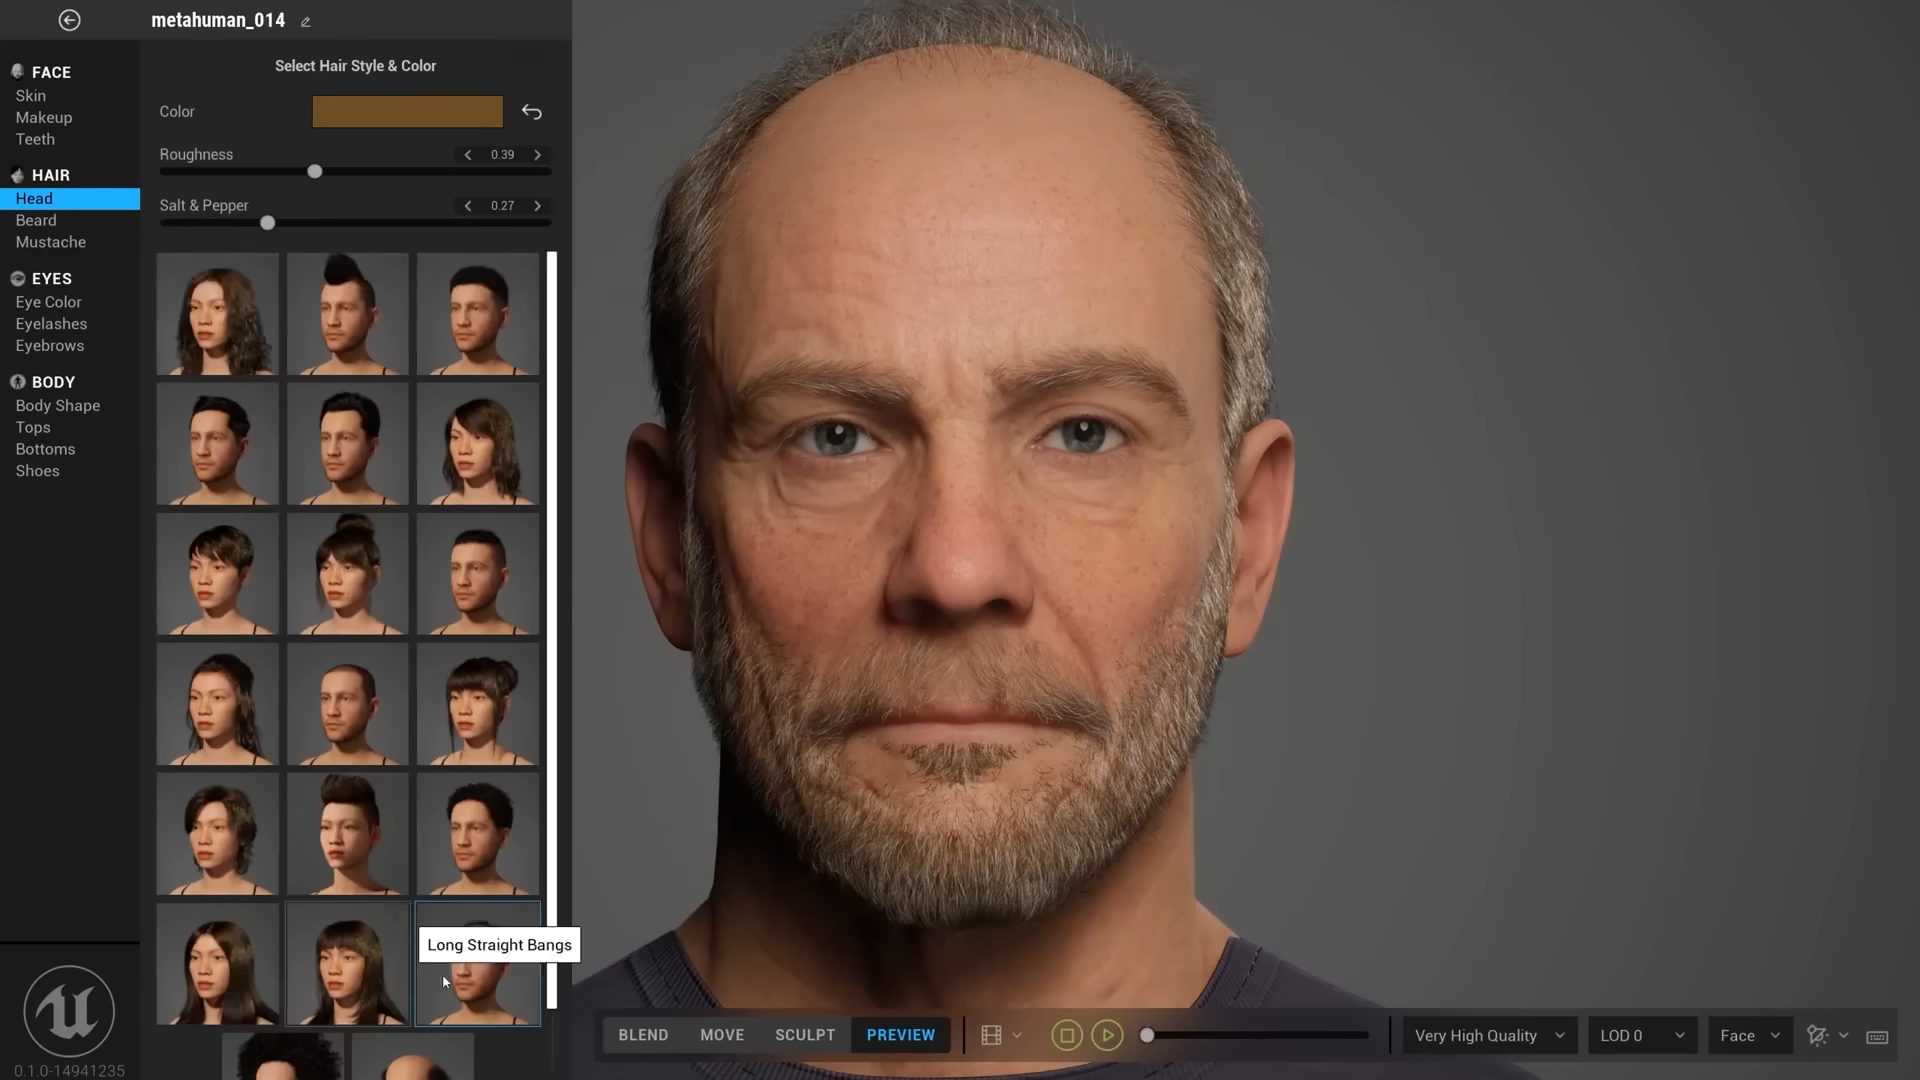 metahuman_014
FACE
Skin
Makeup
Teeth
HAIR
Head
Beard
Mustache
EYES
Eye Color
Eyelashes
Eyebrows
BODY
Body Shape
Tops
Bottoms
Shoes
0.1.0-14941235
Select Hair Style & Color
Color
Roughness 0.39
Salt & Pepper 0.27
Long Straight Bangs
BLEND MOVE SCULPT PREVIEW Very High Quality LOD 0 Face